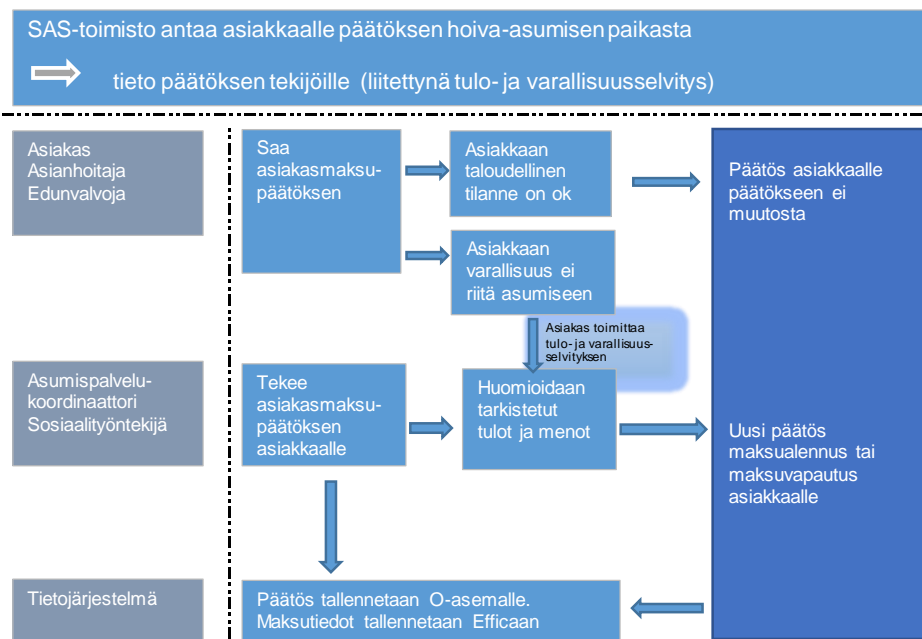 SAS-toimisto antaa asiakkaalle päätöksen hoiva-asumisen paikasta
tieto päätöksen tekijöille (liitettynä tulo- ja varallisuusselvitys)
Asiakas
Asianhoitaja
Edunvalvoja
Saa
asiakasmaksu-
päätöksen
Asiakkaan
taloudellinen
tilanne on ok
Päätös asiakkaalle
päätökseen ei
muutosta
Asiakkaan
varallisuus ei
riitä asumiseen
Asiakas toimittaa
tulo- ja varallisuus-
selvityksen
Asumispalvelu-
koordinaattori
Sosiaalityöntekijä
Tekee
asiakasmaksu-
päätöksen
asiakkaalle
Huomioidaan
tarkistetut
tulot ja menot
Uusi päätös
maksualennus tai
maksuvapautus
asiakkaalle
Tietojärjestelmä
Päätös tallennetaan O-asemalle.
Maksutiedot tallennetaan Efficaan